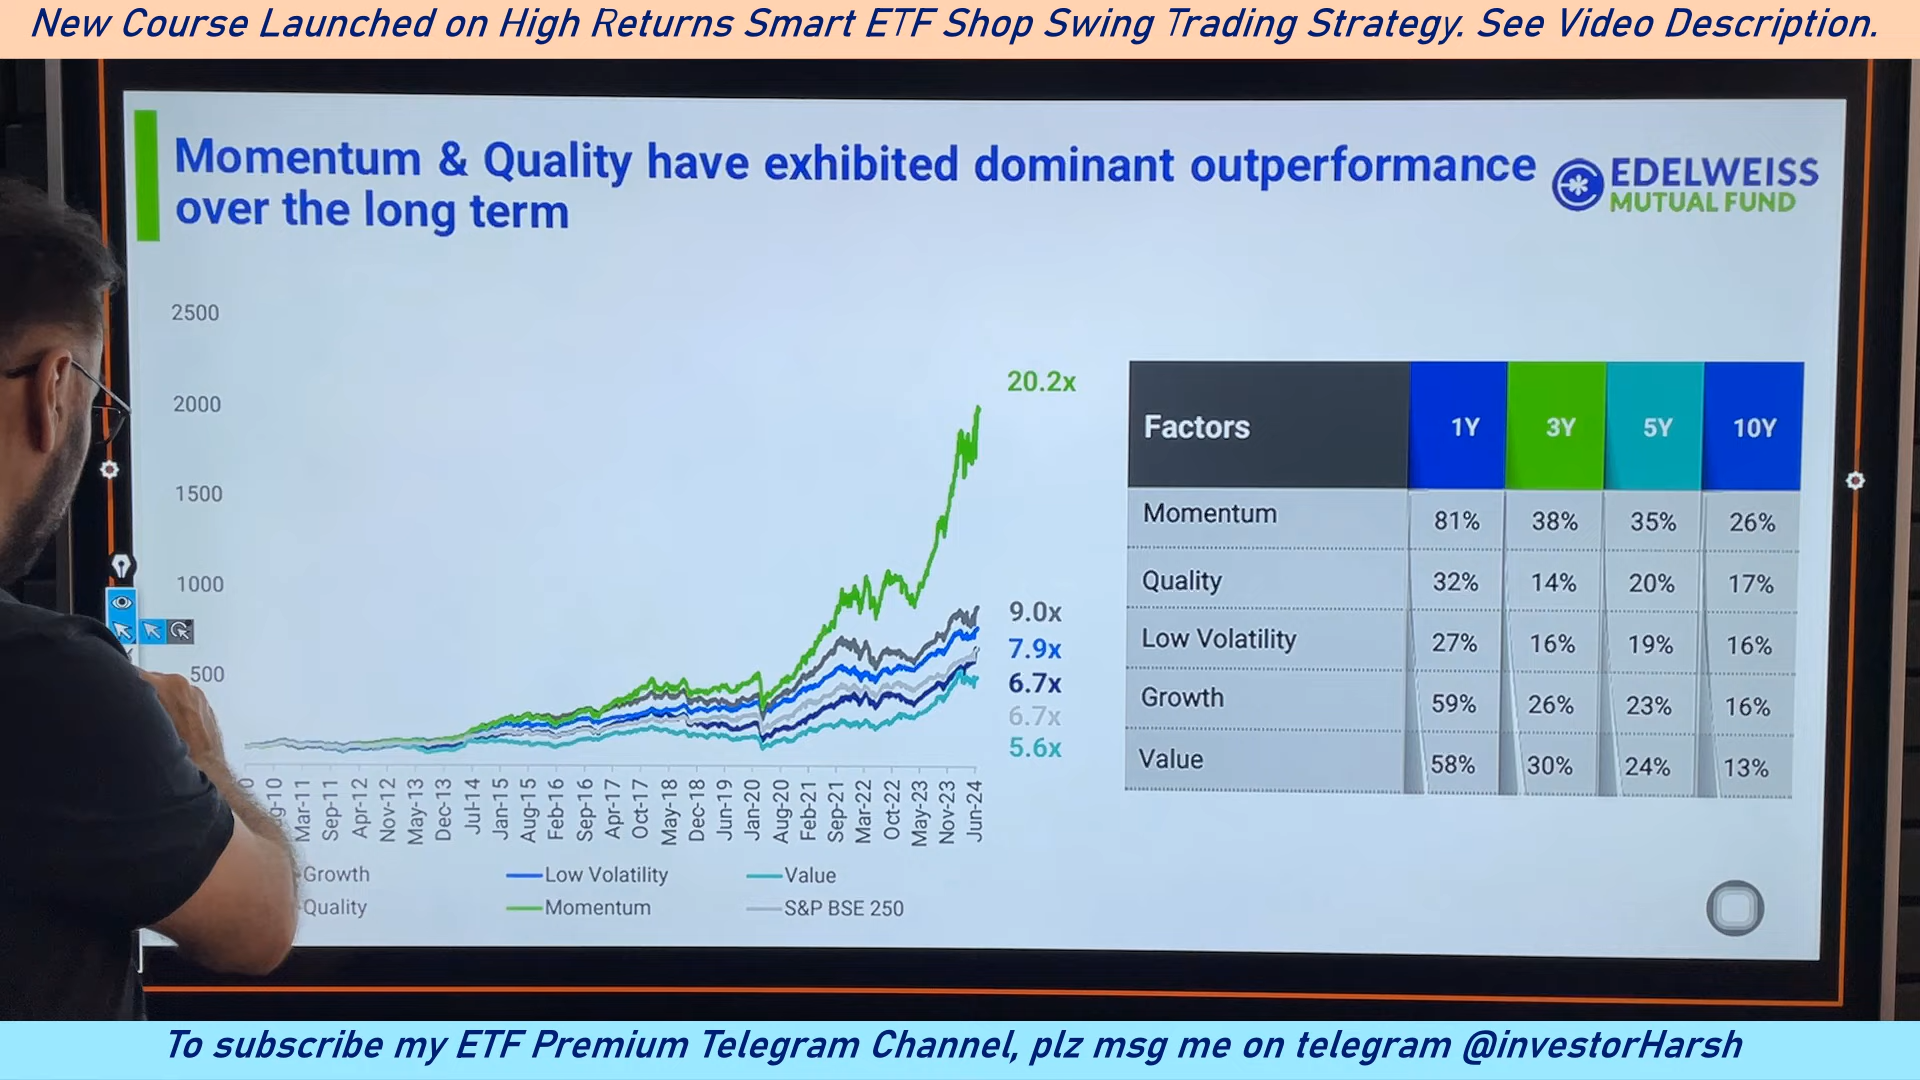 New Course Launched on High Returns Smart ETF Shop Swing Trading Strategy. See Video Description.
Momentum & Quality have exhibited dominant outperformance
over the long term
EDELWEISS
MUTUAL FUND
2500
2000
1500
1000
500
20.2x
9.0x
7.9x
6.7x
6.7x
5.6x
Mar-11 Sep-11 Apr-12 Nov-12 May-13 Dec-13 Jul-14 Jan-15 Aug-15 Feb-16 Sep-16 Apr-17 Oct-17 May-18 Dec-18 Jun-19 Jan-20 Aug-20 Feb-21 Sep-21 Mar-22 Oct-22 May-23 Nov-23 Jun-24
Growth Low Volatility Value
Quality Momentum S&P BSE 250
Factors 1Y 3Y 5Y 10Y
Momentum 81% 38% 35% 26%
Quality 32% 14% 20% 17%
Low Volatility 27% 16% 19% 16%
Growth 59% 26% 23% 16%
Value 58% 30% 24% 13%
To subscribe my ETF Premium Telegram Channel, plz msg me on telegram @investorHarsh